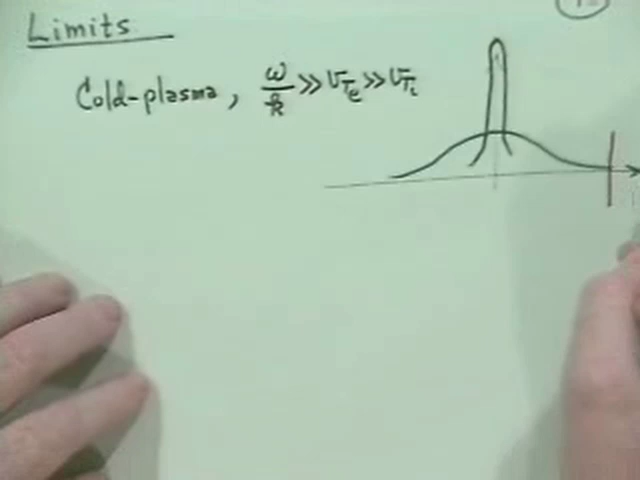 Limits
Cold-plasma, ω/k >> v_Te >> v_Ti